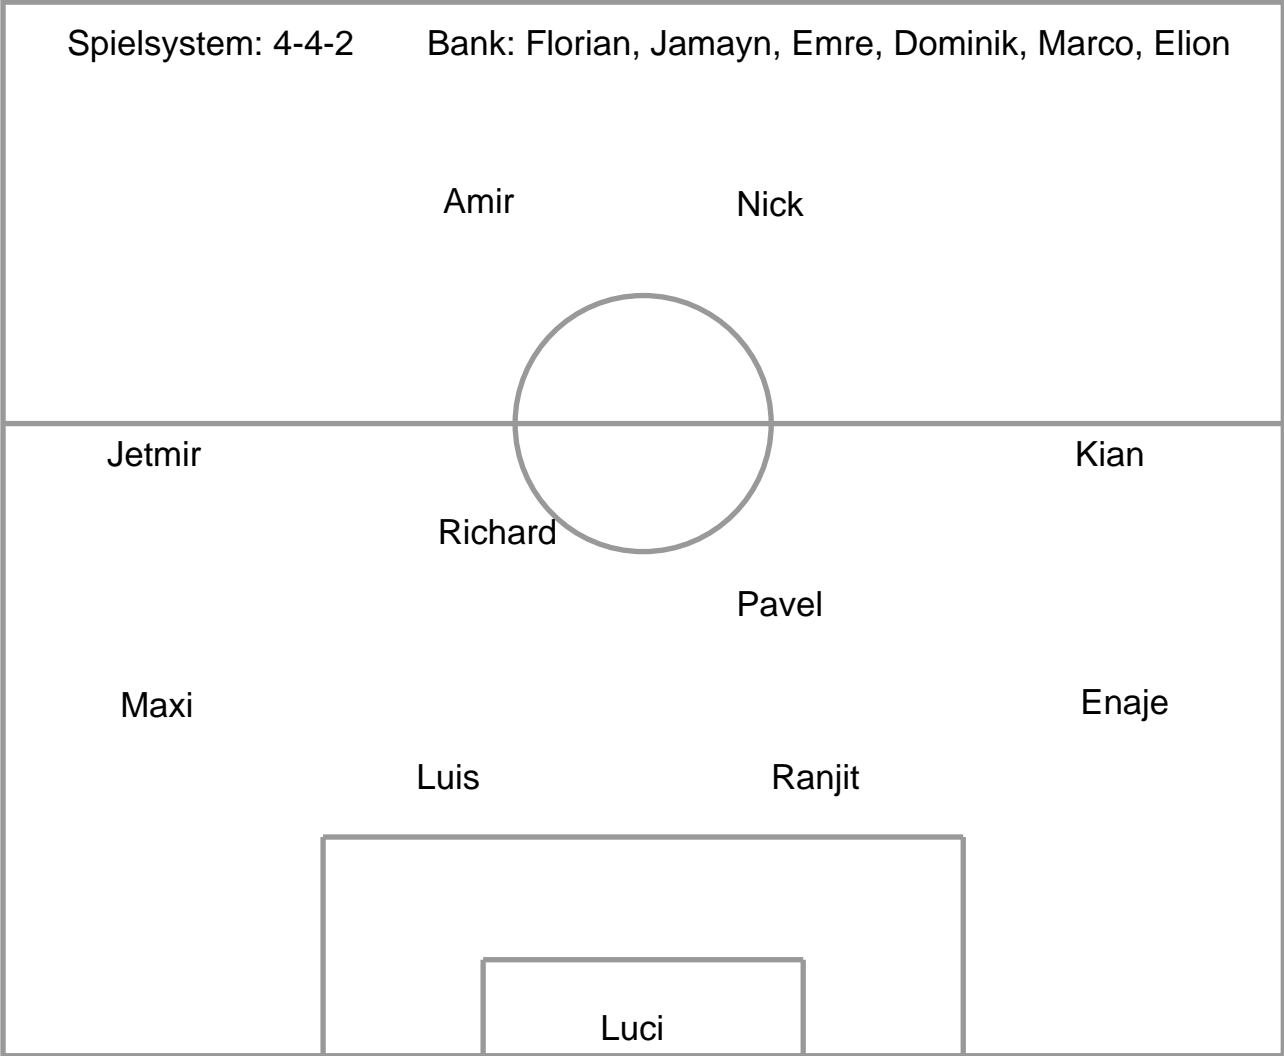 Spielsystem: 4-4-2 Bank: Florian, Jamayn, Emre, Dominik, Marco, Elion
Amir Nick
Jetmir Kian
Richard
Pavel
Maxi Enaje
Luis Ranjit
Luci